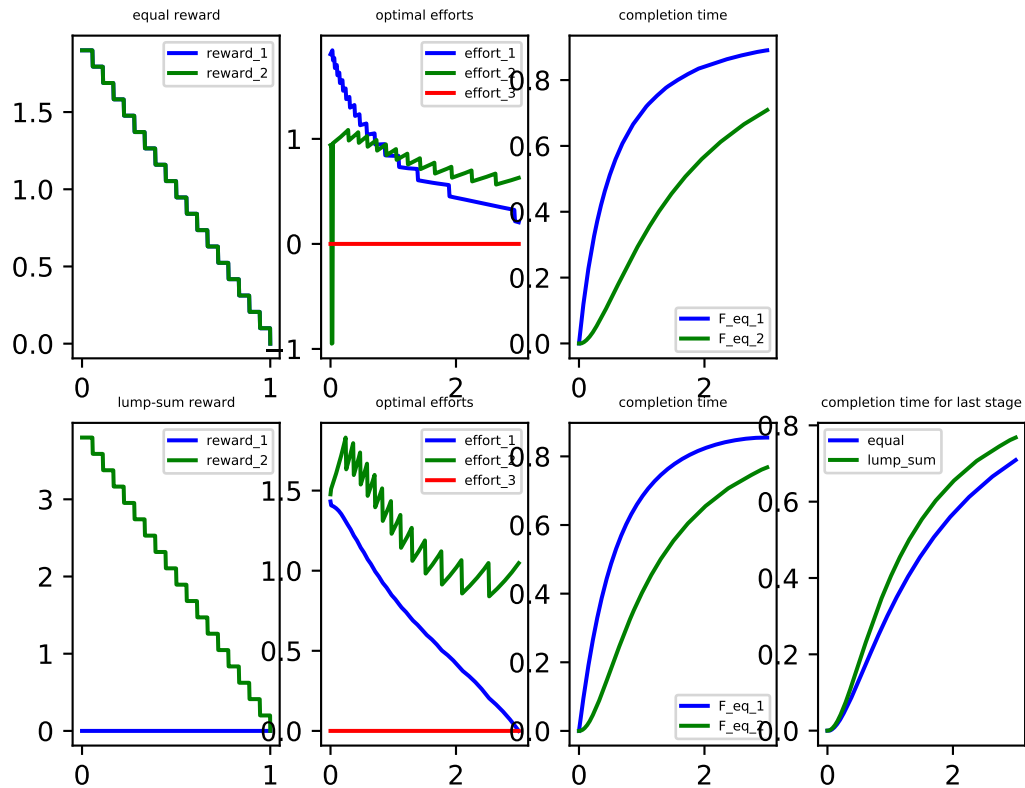 equal reward
optimal efforts
completion time
reward_1
reward_2
effort_1
effort_2
effort_3
F_eq_1
F_eq_2
1.5
1.0
0.5
0.0
0
1
1
0
−1
0
2
0.8
0.6
0.4
0.2
0.0
0
2
lump-sum reward
optimal efforts
completion time
completion time for last stage
reward_1
reward_2
effort_1
effort_2
effort_3
F_eq_1
F_eq_2
equal
lump_sum
3
2
1
0
0
1
1.5
1.0
0.5
0.0
0
2
0.8
0.6
0.4
0.2
0.0
0
2
0.8
0.6
0.4
0.2
0.0
0
2